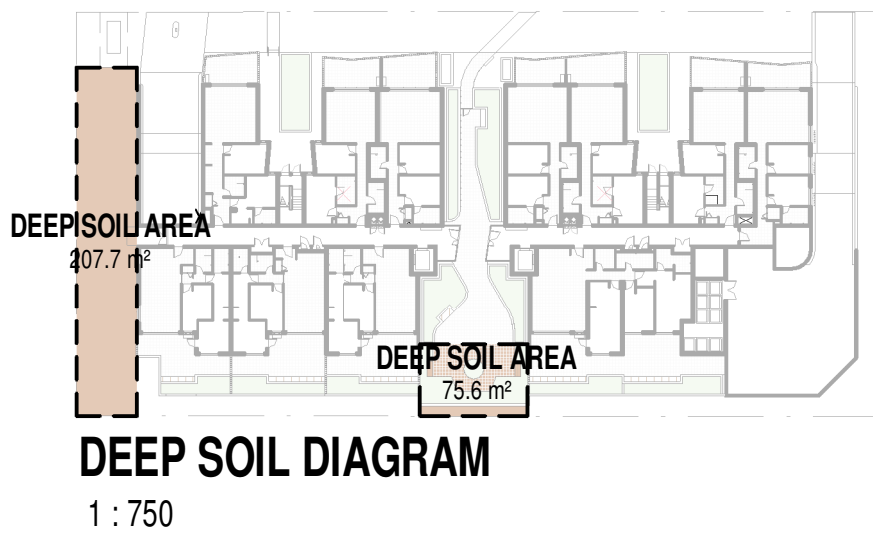 DEEP SOIL AREA
207.7 m²
DEEP SOIL AREA
75.6 m²
DEEP SOIL DIAGRAM
1 : 750